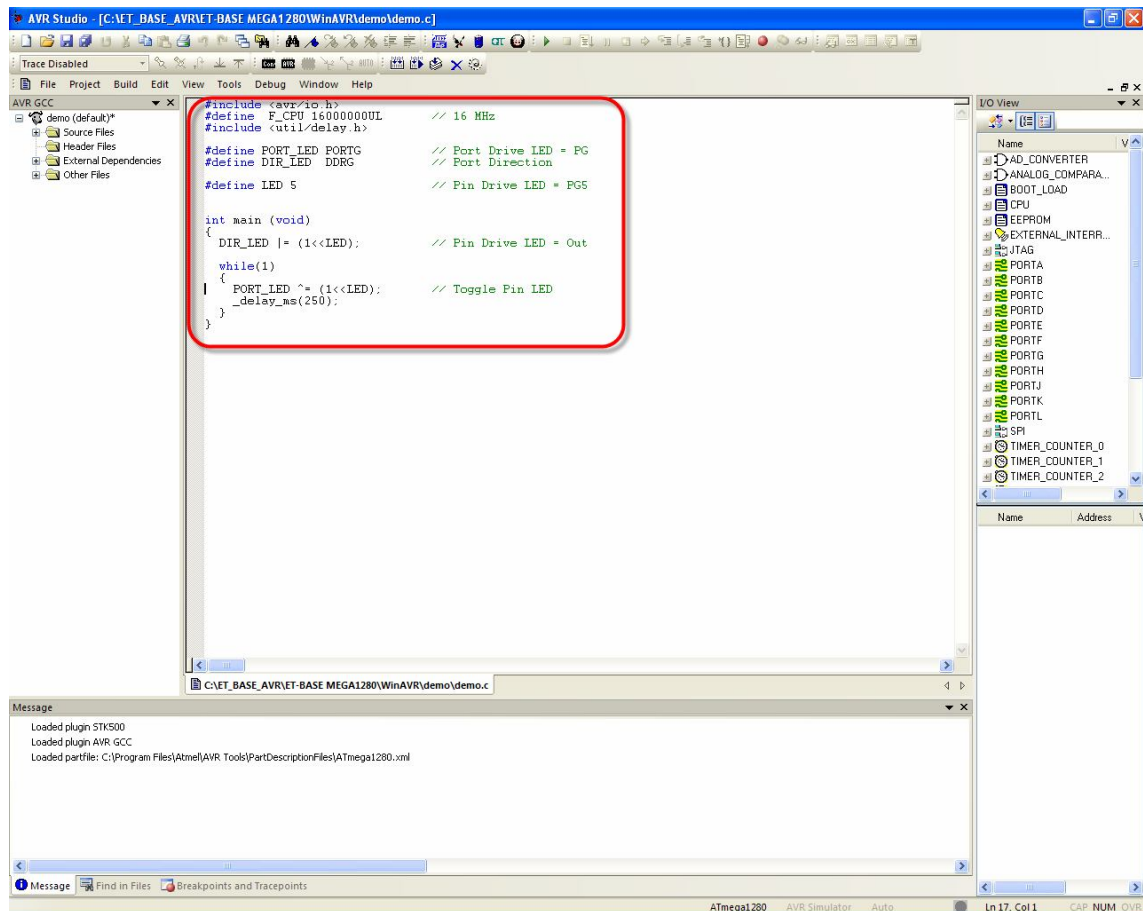 AVR Studio - [C:\ET_BASE_AVR\ET-BASE MEGA1280\WinAVR\demo\demo.c]
Trace Disabled
File Project Build Edit View Tools Debug Window Help
AVR GCC
demo (default)*
Source Files
Header Files
External Dependencies
Other Files
#include <avr/io.h>
#define F_CPU 16000000UL // 16 MHz
#include <util/delay.h>
#define PORT_LED PORTG // Port Drive LED = PG
#define DIR_LED DDRG // Port Direction
#define LED 5 // Pin Drive LED = PG5
int main (void)
{
DIR_LED |= (1<<LED); // Pin Drive LED = Out
while(1)
{
PORT_LED ^= (1<<LED); // Toggle Pin LED
_delay_ms(250);
}
}
C:\ET_BASE_AVR\ET-BASE MEGA1280\WinAVR\demo\demo.c
I/O View
Name V
AD_CONVERTER
ANALOG_COMPARA...
BOOT_LOAD
CPU
EEPROM
EXTERNAL_INTERR...
JTAG
PORTA
PORTB
PORTC
PORTD
PORTE
PORTF
PORTG
PORTH
PORTJ
PORTK
PORTL
SPI
TIMER_COUNTER_0
TIMER_COUNTER_1
TIMER_COUNTER_2
Name Address V
Message
Loaded plugin STK500
Loaded plugin AVR GCC
Loaded partfile: C:\Program Files\Atmel\AVR Tools\PartDescriptionFiles\ATmega1280.xml
Message Find in Files Breakpoints and Tracepoints
ATmega1280 AVR Simulator Auto Ln 17, Col 1 CAP NUM OVR